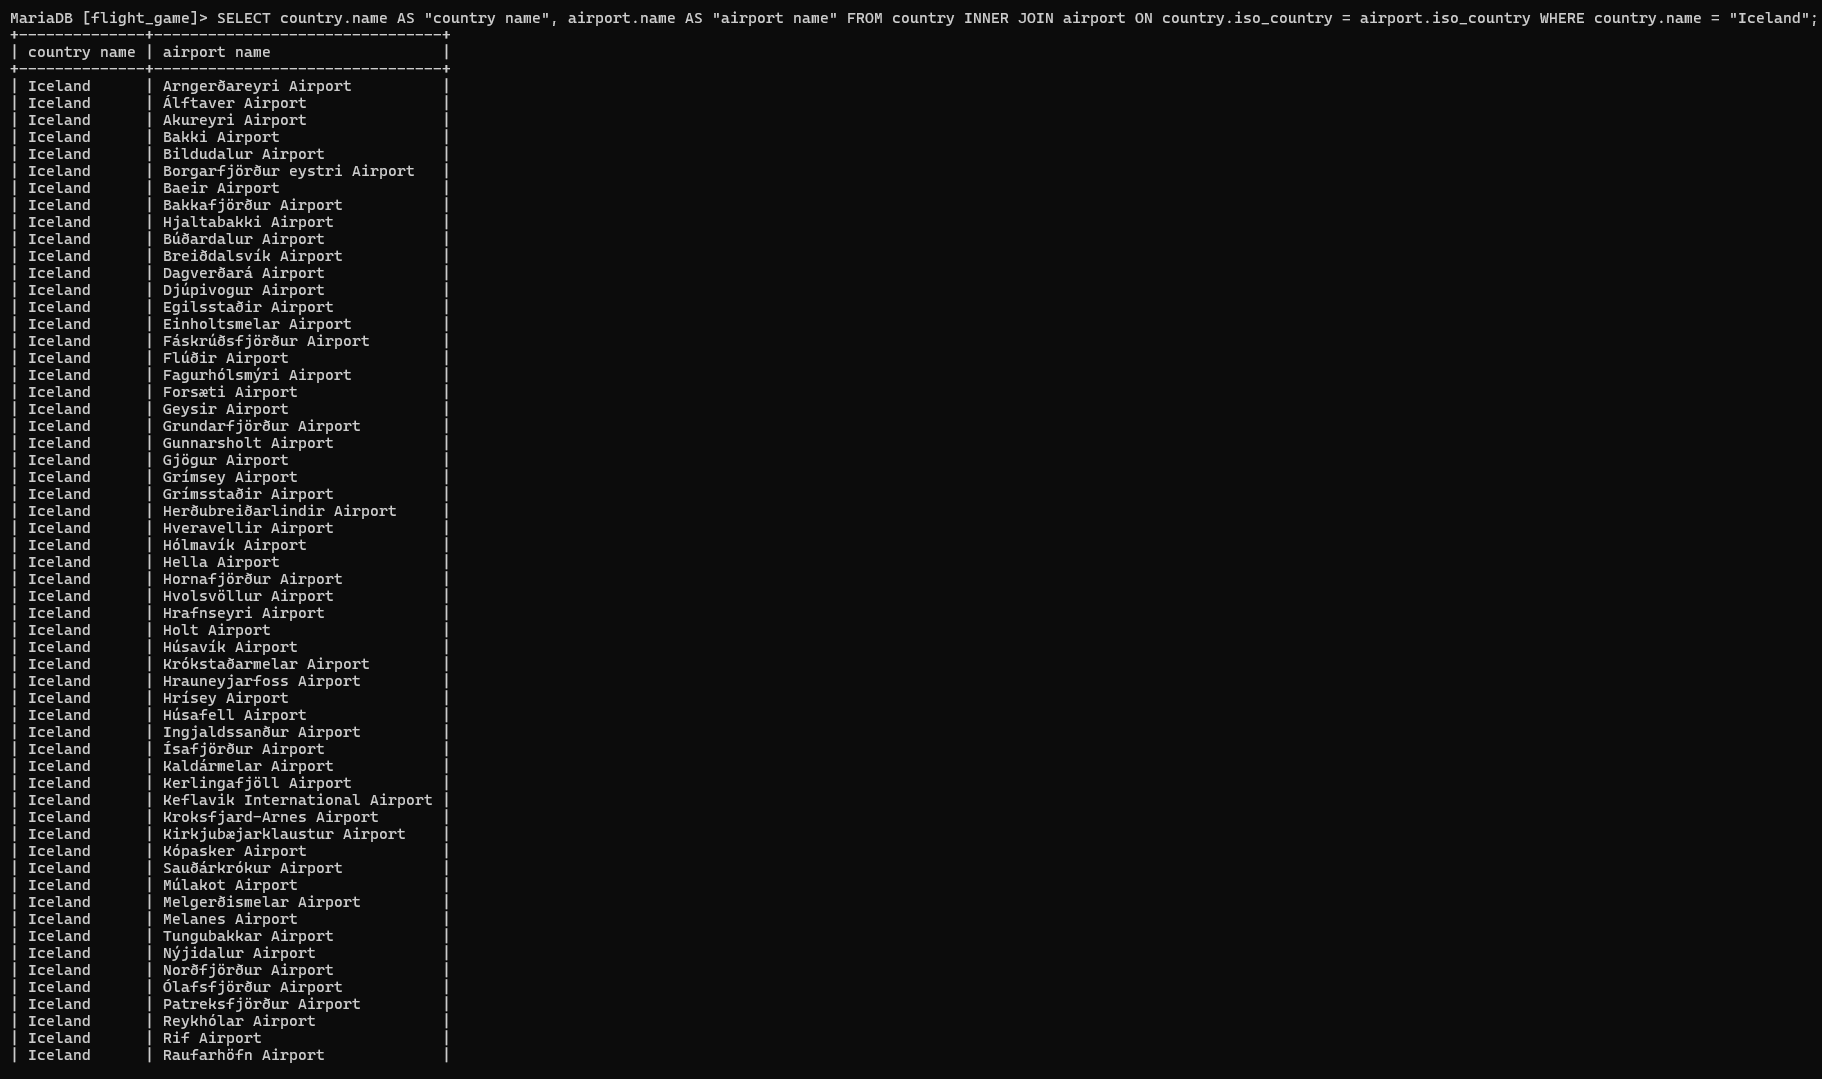 MariaDB [flight_game]> SELECT country.name AS "country name", airport.name AS "airport name" FROM country INNER JOIN airport ON country.iso_country = airport.iso_country WHERE country.name = "Iceland";
+--------------+-------------------------------+
| country name | airport name                  |
+--------------+-------------------------------+
| Iceland      | Arngerðareyri Airport         |
| Iceland      | Álftaver Airport              |
| Iceland      | Akureyri Airport              |
| Iceland      | Bakki Airport                 |
| Iceland      | Bildudalur Airport            |
| Iceland      | Borgarfjörður eystri Airport  |
| Iceland      | Baeir Airport                 |
| Iceland      | Bakkafjörður Airport          |
| Iceland      | Hjaltabakki Airport           |
| Iceland      | Búðardalur Airport            |
| Iceland      | Breiðdalsvík Airport          |
| Iceland      | Dagverðará Airport            |
| Iceland      | Djúpivogur Airport            |
| Iceland      | Egilsstaðir Airport           |
| Iceland      | Einholtsmelar Airport         |
| Iceland      | Fáskrúðsfjörður Airport       |
| Iceland      | Flúðir Airport                |
| Iceland      | Fagurhólsmýri Airport         |
| Iceland      | Forsæti Airport               |
| Iceland      | Geysir Airport                |
| Iceland      | Grundarfjörður Airport        |
| Iceland      | Gunnarsholt Airport           |
| Iceland      | Gjögur Airport                |
| Iceland      | Grímsey Airport               |
| Iceland      | Grímsstaðir Airport           |
| Iceland      | Herðubreiðarlindir Airport    |
| Iceland      | Hveravellir Airport           |
| Iceland      | Hólmavík Airport              |
| Iceland      | Hella Airport                 |
| Iceland      | Hornafjörður Airport          |
| Iceland      | Hvolsvöllur Airport           |
| Iceland      | Hrafnseyri Airport            |
| Iceland      | Holt Airport                  |
| Iceland      | Húsavík Airport               |
| Iceland      | Krókstaðarmelar Airport       |
| Iceland      | Hrauneyjarfoss Airport        |
| Iceland      | Hrísey Airport                |
| Iceland      | Húsafell Airport              |
| Iceland      | Ingjaldssanður Airport        |
| Iceland      | Ísafjörður Airport            |
| Iceland      | Kaldármelar Airport           |
| Iceland      | Kerlingafjöll Airport         |
| Iceland      | Keflavik International Airport |
| Iceland      | Kroksfjard-Arnes Airport      |
| Iceland      | Kirkjubæjarklaustur Airport   |
| Iceland      | Kópasker Airport              |
| Iceland      | Sauðárkrókur Airport          |
| Iceland      | Múlakot Airport               |
| Iceland      | Melgerðismelar Airport        |
| Iceland      | Melanes Airport               |
| Iceland      | Tungubakkar Airport           |
| Iceland      | Nýjidalur Airport             |
| Iceland      | Norðfjörður Airport           |
| Iceland      | Ólafsfjörður Airport          |
| Iceland      | Patreksfjörður Airport        |
| Iceland      | Reykhólar Airport             |
| Iceland      | Rif Airport                   |
| Iceland      | Raufarhöfn Airport            |